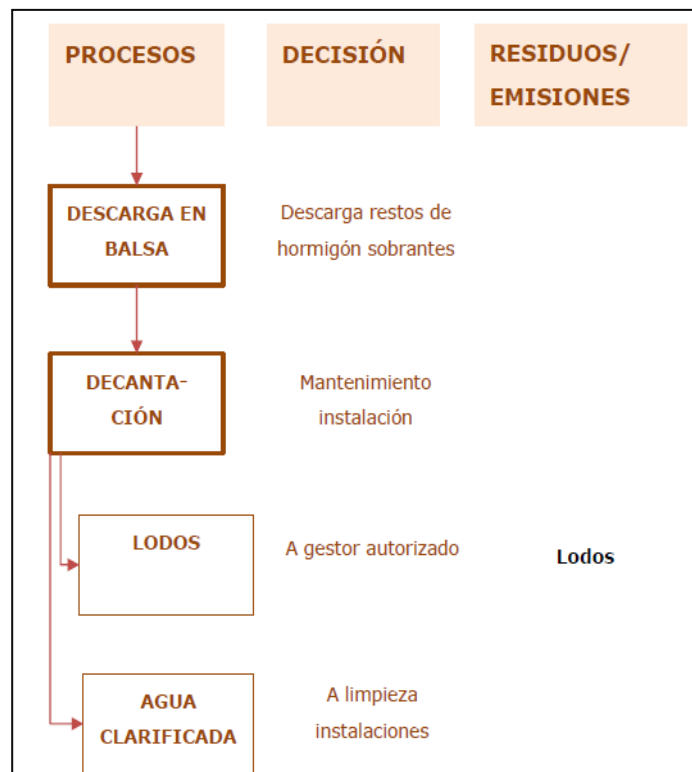 PROCESOS
DECISIÓN
RESIDUOS/
EMISIONES
DESCARGA EN
BALSA
Descarga restos de
hormigón sobrantes
DECANTA-
CIÓN
Mantenimiento
instalación
LODOS
A gestor autorizado
Lodos
AGUA
CLARIFICADA
A limpieza
instalaciones